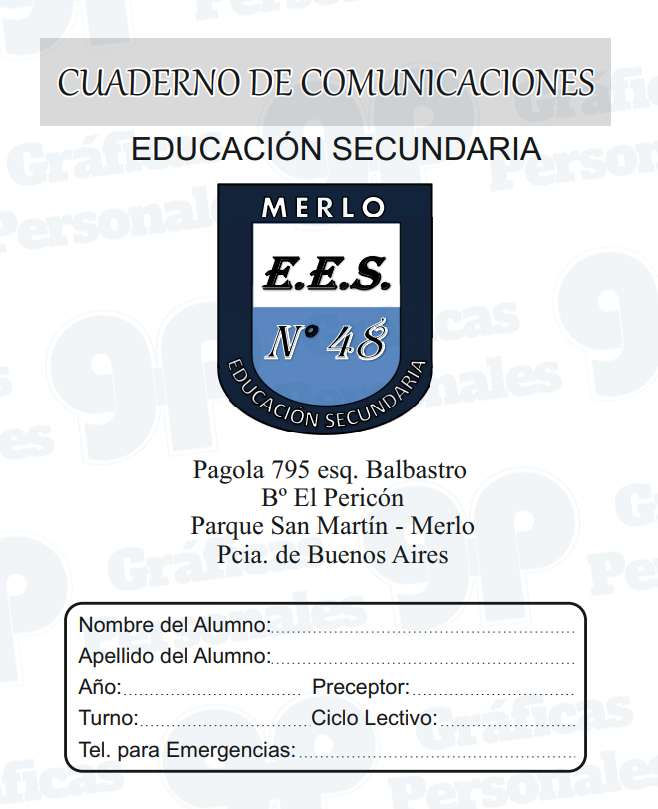 CUADERNO DE COMUNICACIONES
EDUCACIÓN SECUNDARIA
MERLO
E.E.S.
Nº 48
EDUCACIÓN SECUNDARIA
Pagola 795 esq. Balbastro
Bº El Pericón
Parque San Martín - Merlo
Pcia. de Buenos Aires
Nombre del Alumno:
Apellido del Alumno:
Año: Preceptor:
Turno: Ciclo Lectivo:
Tel. para Emergencias:
Gráficas
Personales
gp